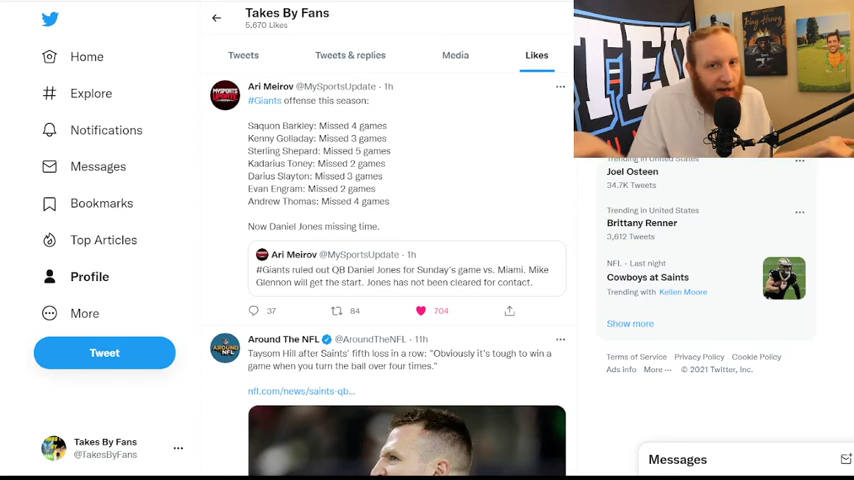 Home
Explore
Notifications
Messages
Bookmarks
Top Articles
Profile
More
Tweet
Takes By Fans
@TakesByFans
Takes By Fans
5,670 Likes
Tweets
Tweets & replies
Media
Likes
Ari Meirov @MySportsUpdate · 1h
#Giants offense this season:
Saquon Barkley: Missed 4 games
Kenny Golladay: Missed 3 games
Sterling Shepard: Missed 5 games
Kadarius Toney: Missed 2 games
Darius Slayton: Missed 3 games
Evan Engram: Missed 2 games
Andrew Thomas: Missed 4 games
Now Daniel Jones missing time.
Ari Meirov @MySportsUpdate · 1h
#Giants ruled out QB Daniel Jones for Sunday's game vs. Miami. Mike
Glennon will get the start. Jones has not been cleared for contact.
37
84
704
Around The NFL @AroundTheNFL · 11h
Taysom Hill after Saints' fifth loss in a row: "Obviously it's tough to win a
game when you turn the ball over four times."
nfl.com/news/saints-qb...
Trending in United States
Joel Osteen
34.7K Tweets
Trending in United States
Brittany Renner
3,612 Tweets
NFL · Last night
Cowboys at Saints
Trending with Kellen Moore
Show more
Terms of Service Privacy Policy Cookie Policy
Ads info More ··· © 2021 Twitter, Inc.
Messages